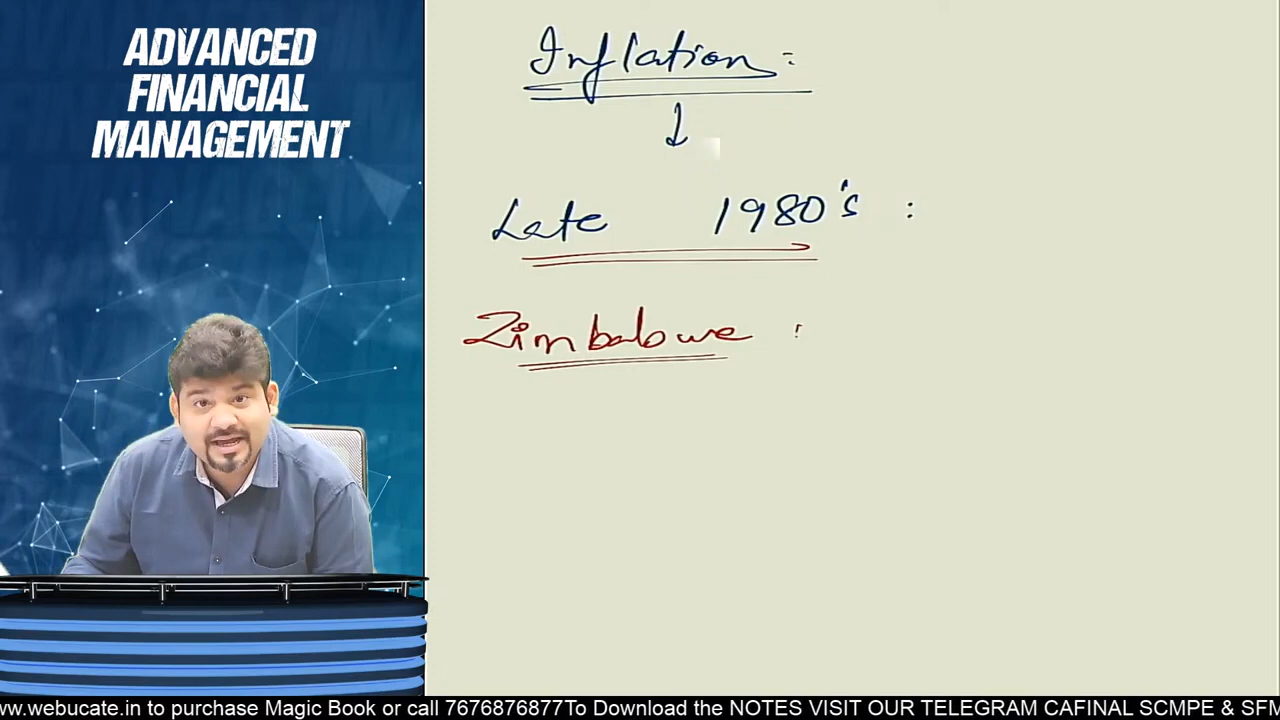 ADVANCED
FINANCIAL
MANAGEMENT
Inflation :
Late 1980's :
Zimbabwe :
www.webucate.in to purchase Magic Book or call 7676876877To Download the NOTES VISIT OUR TELEGRAM CAFINAL SCMPE & SFM